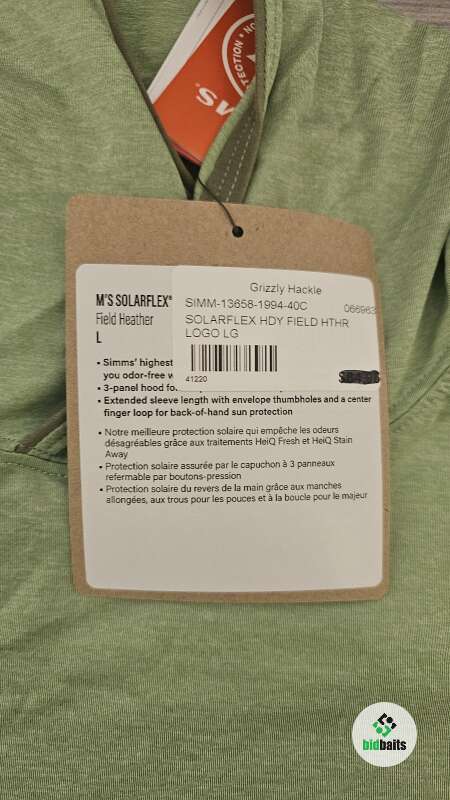 NO
TECTION
MS
M'S SOLARFLEX®
Field Heather
L
Grizzly Hackle
SIMM-13658-1994-40C 066963
SOLARFLEX HDY FIELD HTHR
LOGO LG
41220
• Simms' highest
you odor-free
• 3-panel hood
• Extended sleeve length with envelope thumbholes and a center
finger loop for back-of-hand sun protection
• Notre meilleure protection solaire qui empêche les odeurs
désagréables grâce aux traitements HeiQ Fresh et HeiQ Stain
Away
• Protection solaire assurée par le capuchon à 3 panneaux
refermable par boutons-pression
• Protection solaire du revers de la main grâce aux manches
allongées, aux trous pour les pouces et à la boucle pour le majeur
bidbaits